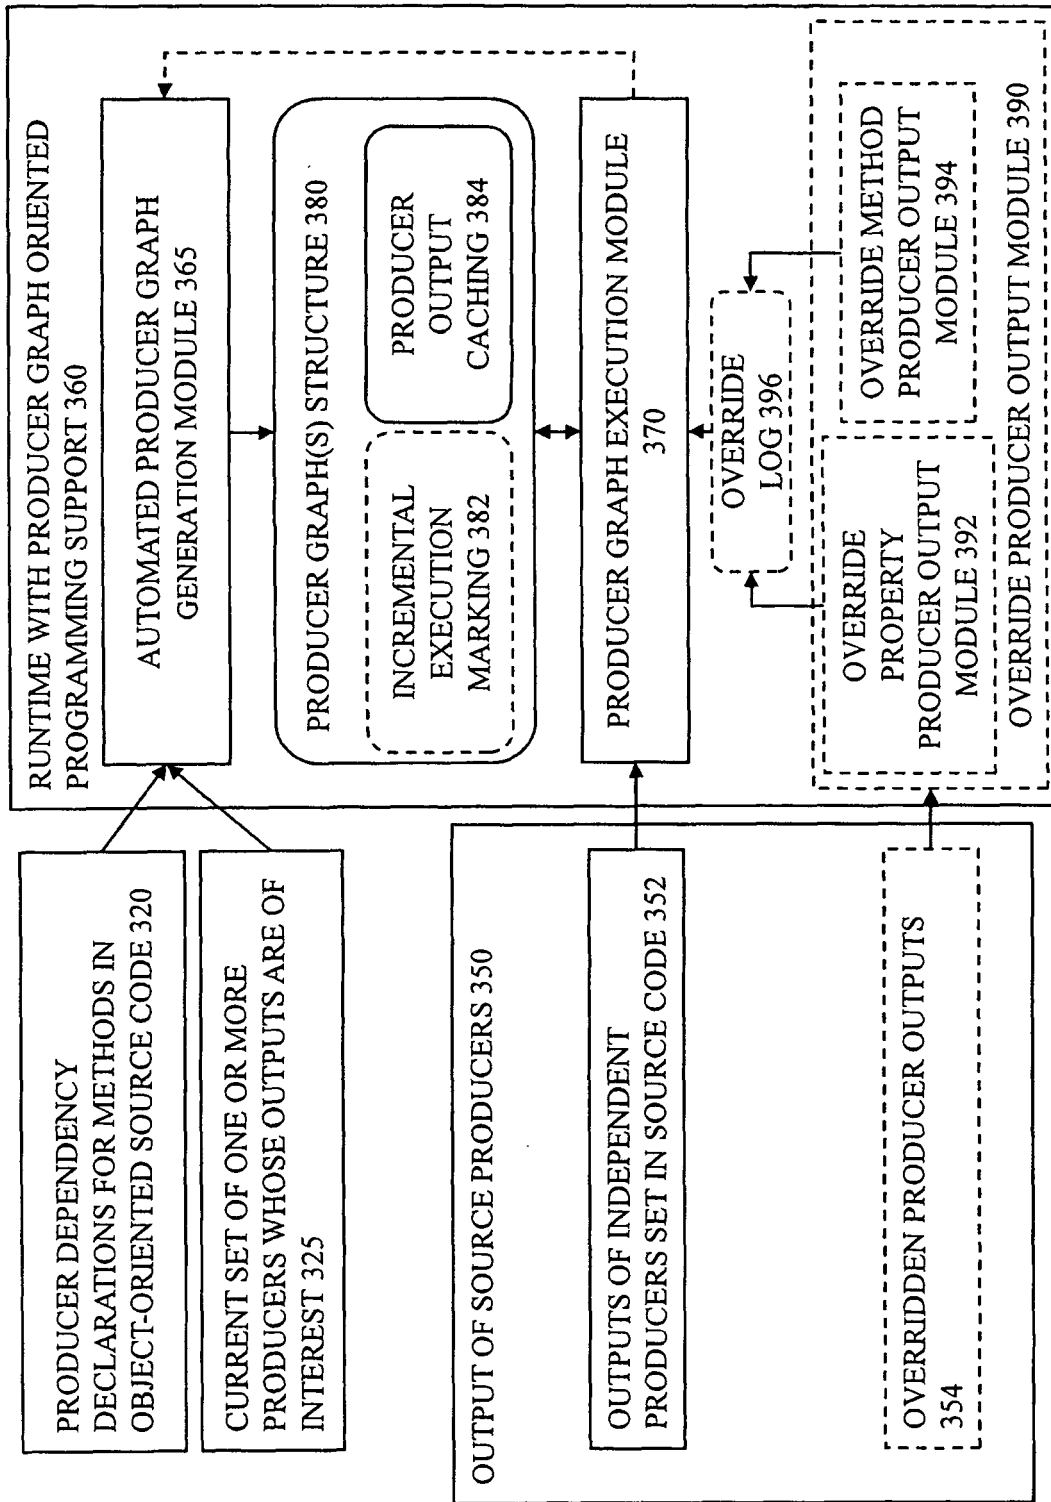 PRODUCER DEPENDENCY
DECLARATIONS FOR METHODS IN
OBJECT-ORIENTED SOURCE CODE 320
CURRENT SET OF ONE OR MORE
PRODUCERS WHOSE OUTPUTS ARE OF
INTEREST 325
OUTPUT OF SOURCE PRODUCERS 350
OUTPUTS OF INDEPENDENT
PRODUCERS SET IN SOURCE CODE 352
OVERRIDDEN PRODUCER OUTPUTS
354
RUNTIME WITH PRODUCER GRAPH ORIENTED
PROGRAMMING SUPPORT 360
AUTOMATED PRODUCER GRAPH
GENERATION MODULE 365
PRODUCER GRAPH(S) STRUCTURE 380
INCREMENTAL
EXECUTION
MARKING 382
PRODUCER
OUTPUT
CACHING 384
PRODUCER GRAPH EXECUTION MODULE
370
OVERRIDE
LOG 396
OVERRIDE
PROPERTY
PRODUCER OUTPUT
MODULE 392
OVERRIDE METHOD
PRODUCER OUTPUT
MODULE 394
OVERRIDE PRODUCER OUTPUT MODULE 390